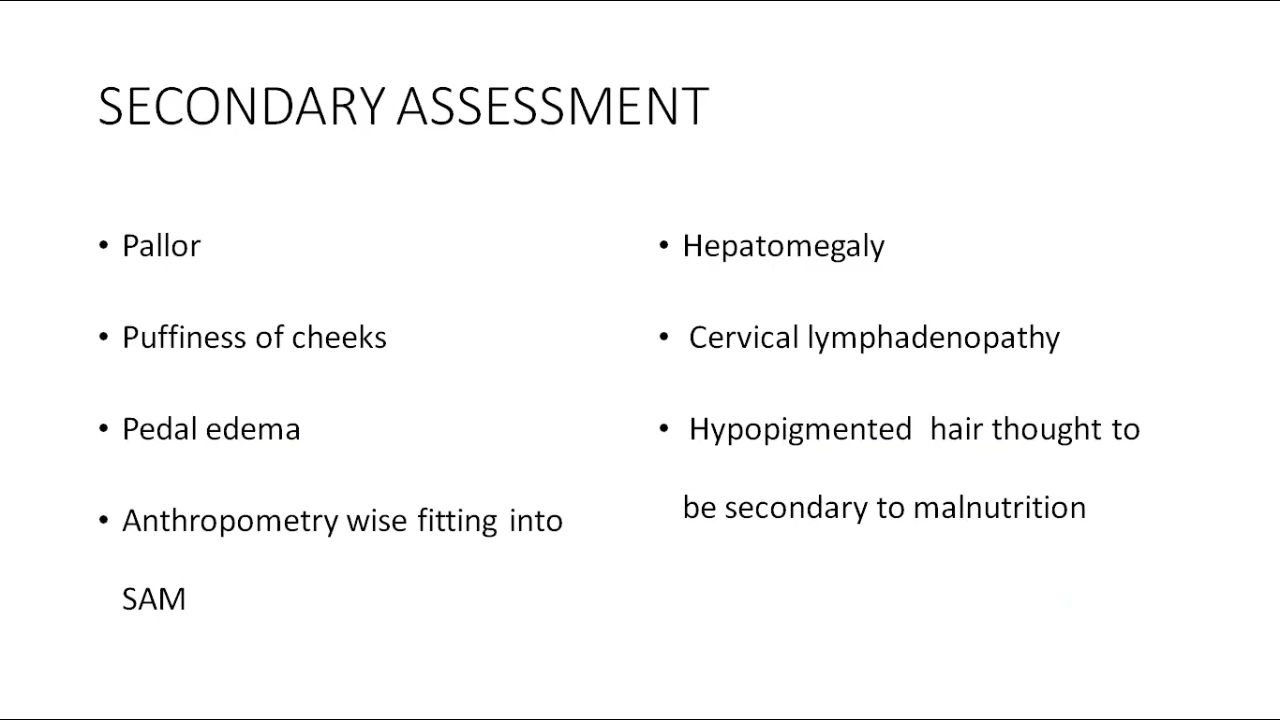 SECONDARY ASSESSMENT
• Pallor
• Puffiness of cheeks
• Pedal edema
• Anthropometry wise fitting into
SAM
• Hepatomegaly
• Cervical lymphadenopathy
• Hypopigmented hair thought to
be secondary to malnutrition